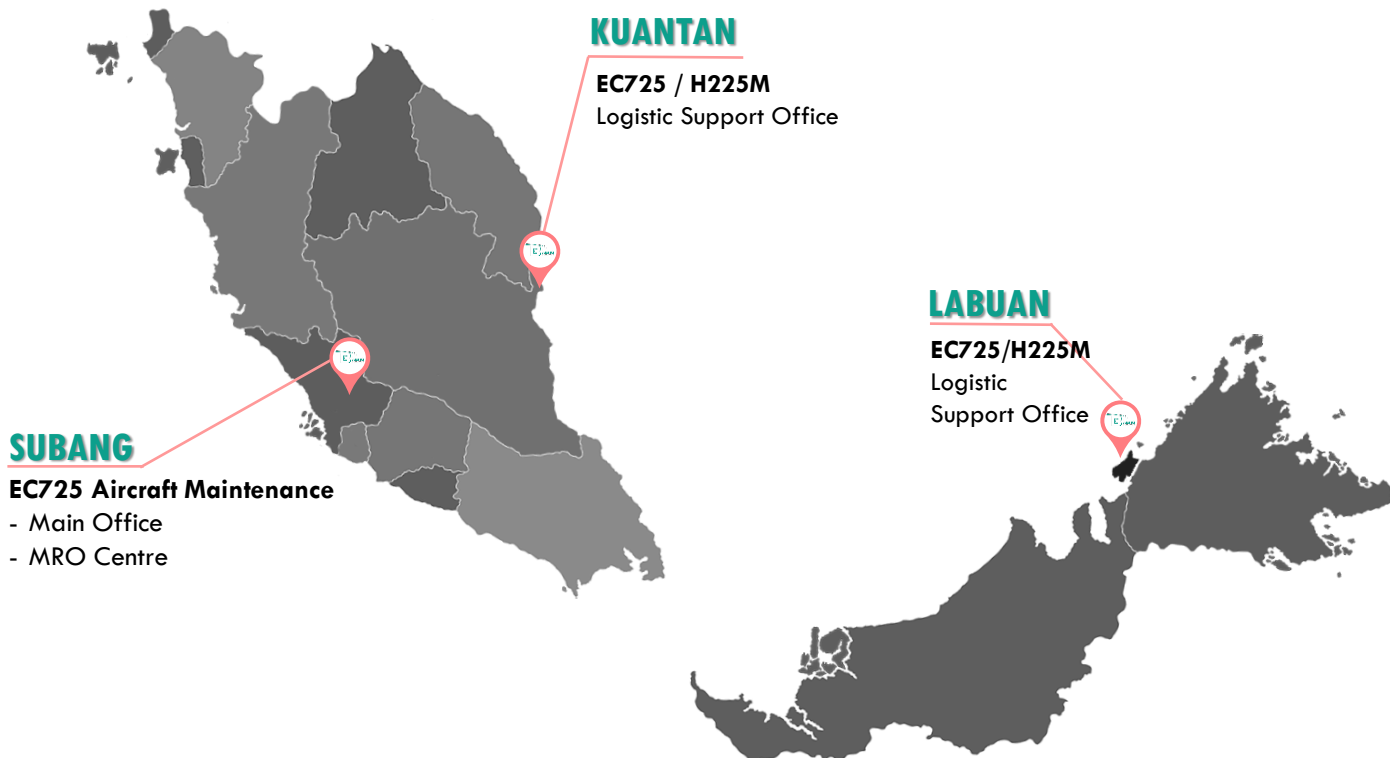 KUANTAN
EC725 / H225M
Logistic Support Office
LABUAN
EC725/H225M
Logistic
Support Office
SUBANG
EC725 Aircraft Maintenance
- Main Office
- MRO Centre